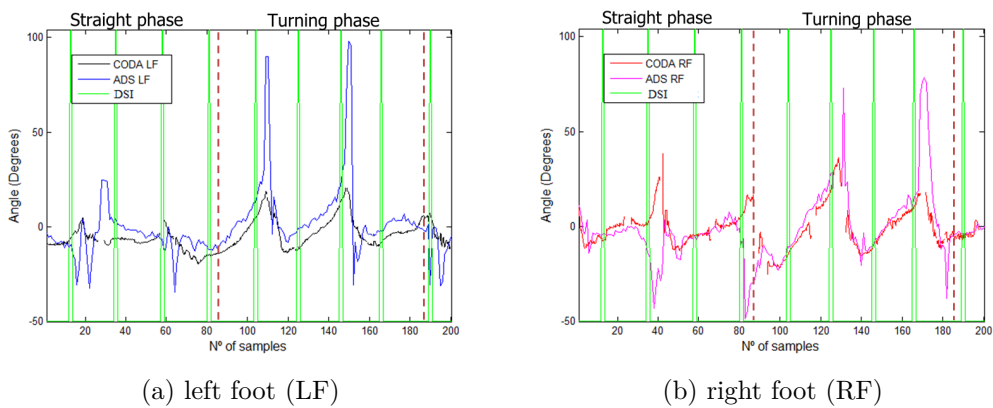 Straight phase Turning phase
100
50
0
-50
Angle (Degrees)
CODA LF
ADS LF
DSI
20 40 60 80 100 120 140 160 180 200
Nº of samples
(a) left foot (LF)
Straight phase Turning phase
100
50
0
-50
Angle (Degrees)
CODA RF
ADS RF
DSI
20 40 60 80 100 120 140 160 180 200
Nº of samples
(b) right foot (RF)